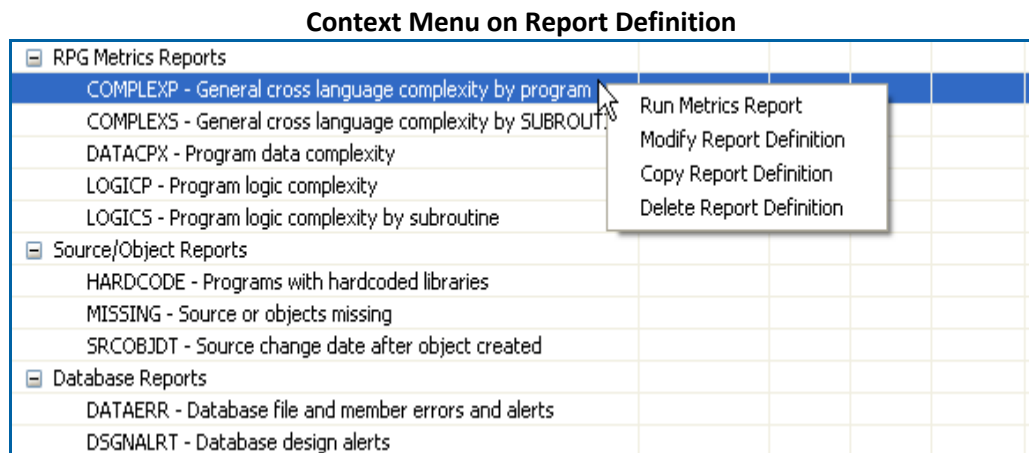 Context Menu on Report Definition
RPG Metrics Reports
COMPLEXP - General cross language complexity by program
COMPLEXS - General cross language complexity by SUBROUT
DATACPX - Program data complexity
LOGICP - Program logic complexity
LOGICS - Program logic complexity by subroutine
Source/Object Reports
HARDCODE - Programs with hardcoded libraries
MISSING - Source or objects missing
SRCOBJDT - Source change date after object created
Database Reports
DATAERR - Database file and member errors and alerts
DSGNALRT - Database design alerts
Run Metrics Report
Modify Report Definition
Copy Report Definition
Delete Report Definition